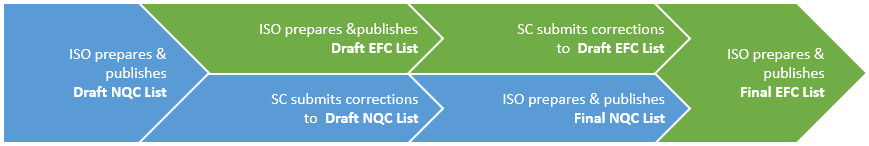 ISO prepares &
publishes
Draft NQC List
ISO prepares &publishes
Draft EFC List
SC submits corrections
to  Draft EFC List
SC submits corrections
to  Draft NQC List
ISO prepares & publishes
Final NQC List
ISO prepares &
publishes
Final EFC List